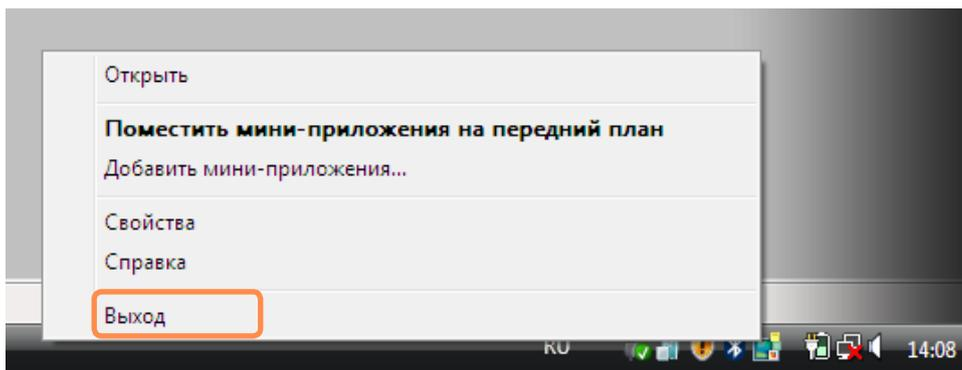 Открыть
Поместить мини-приложения на передний план
Добавить мини-приложения...
Свойства
Справка
Выход
RU 14:08